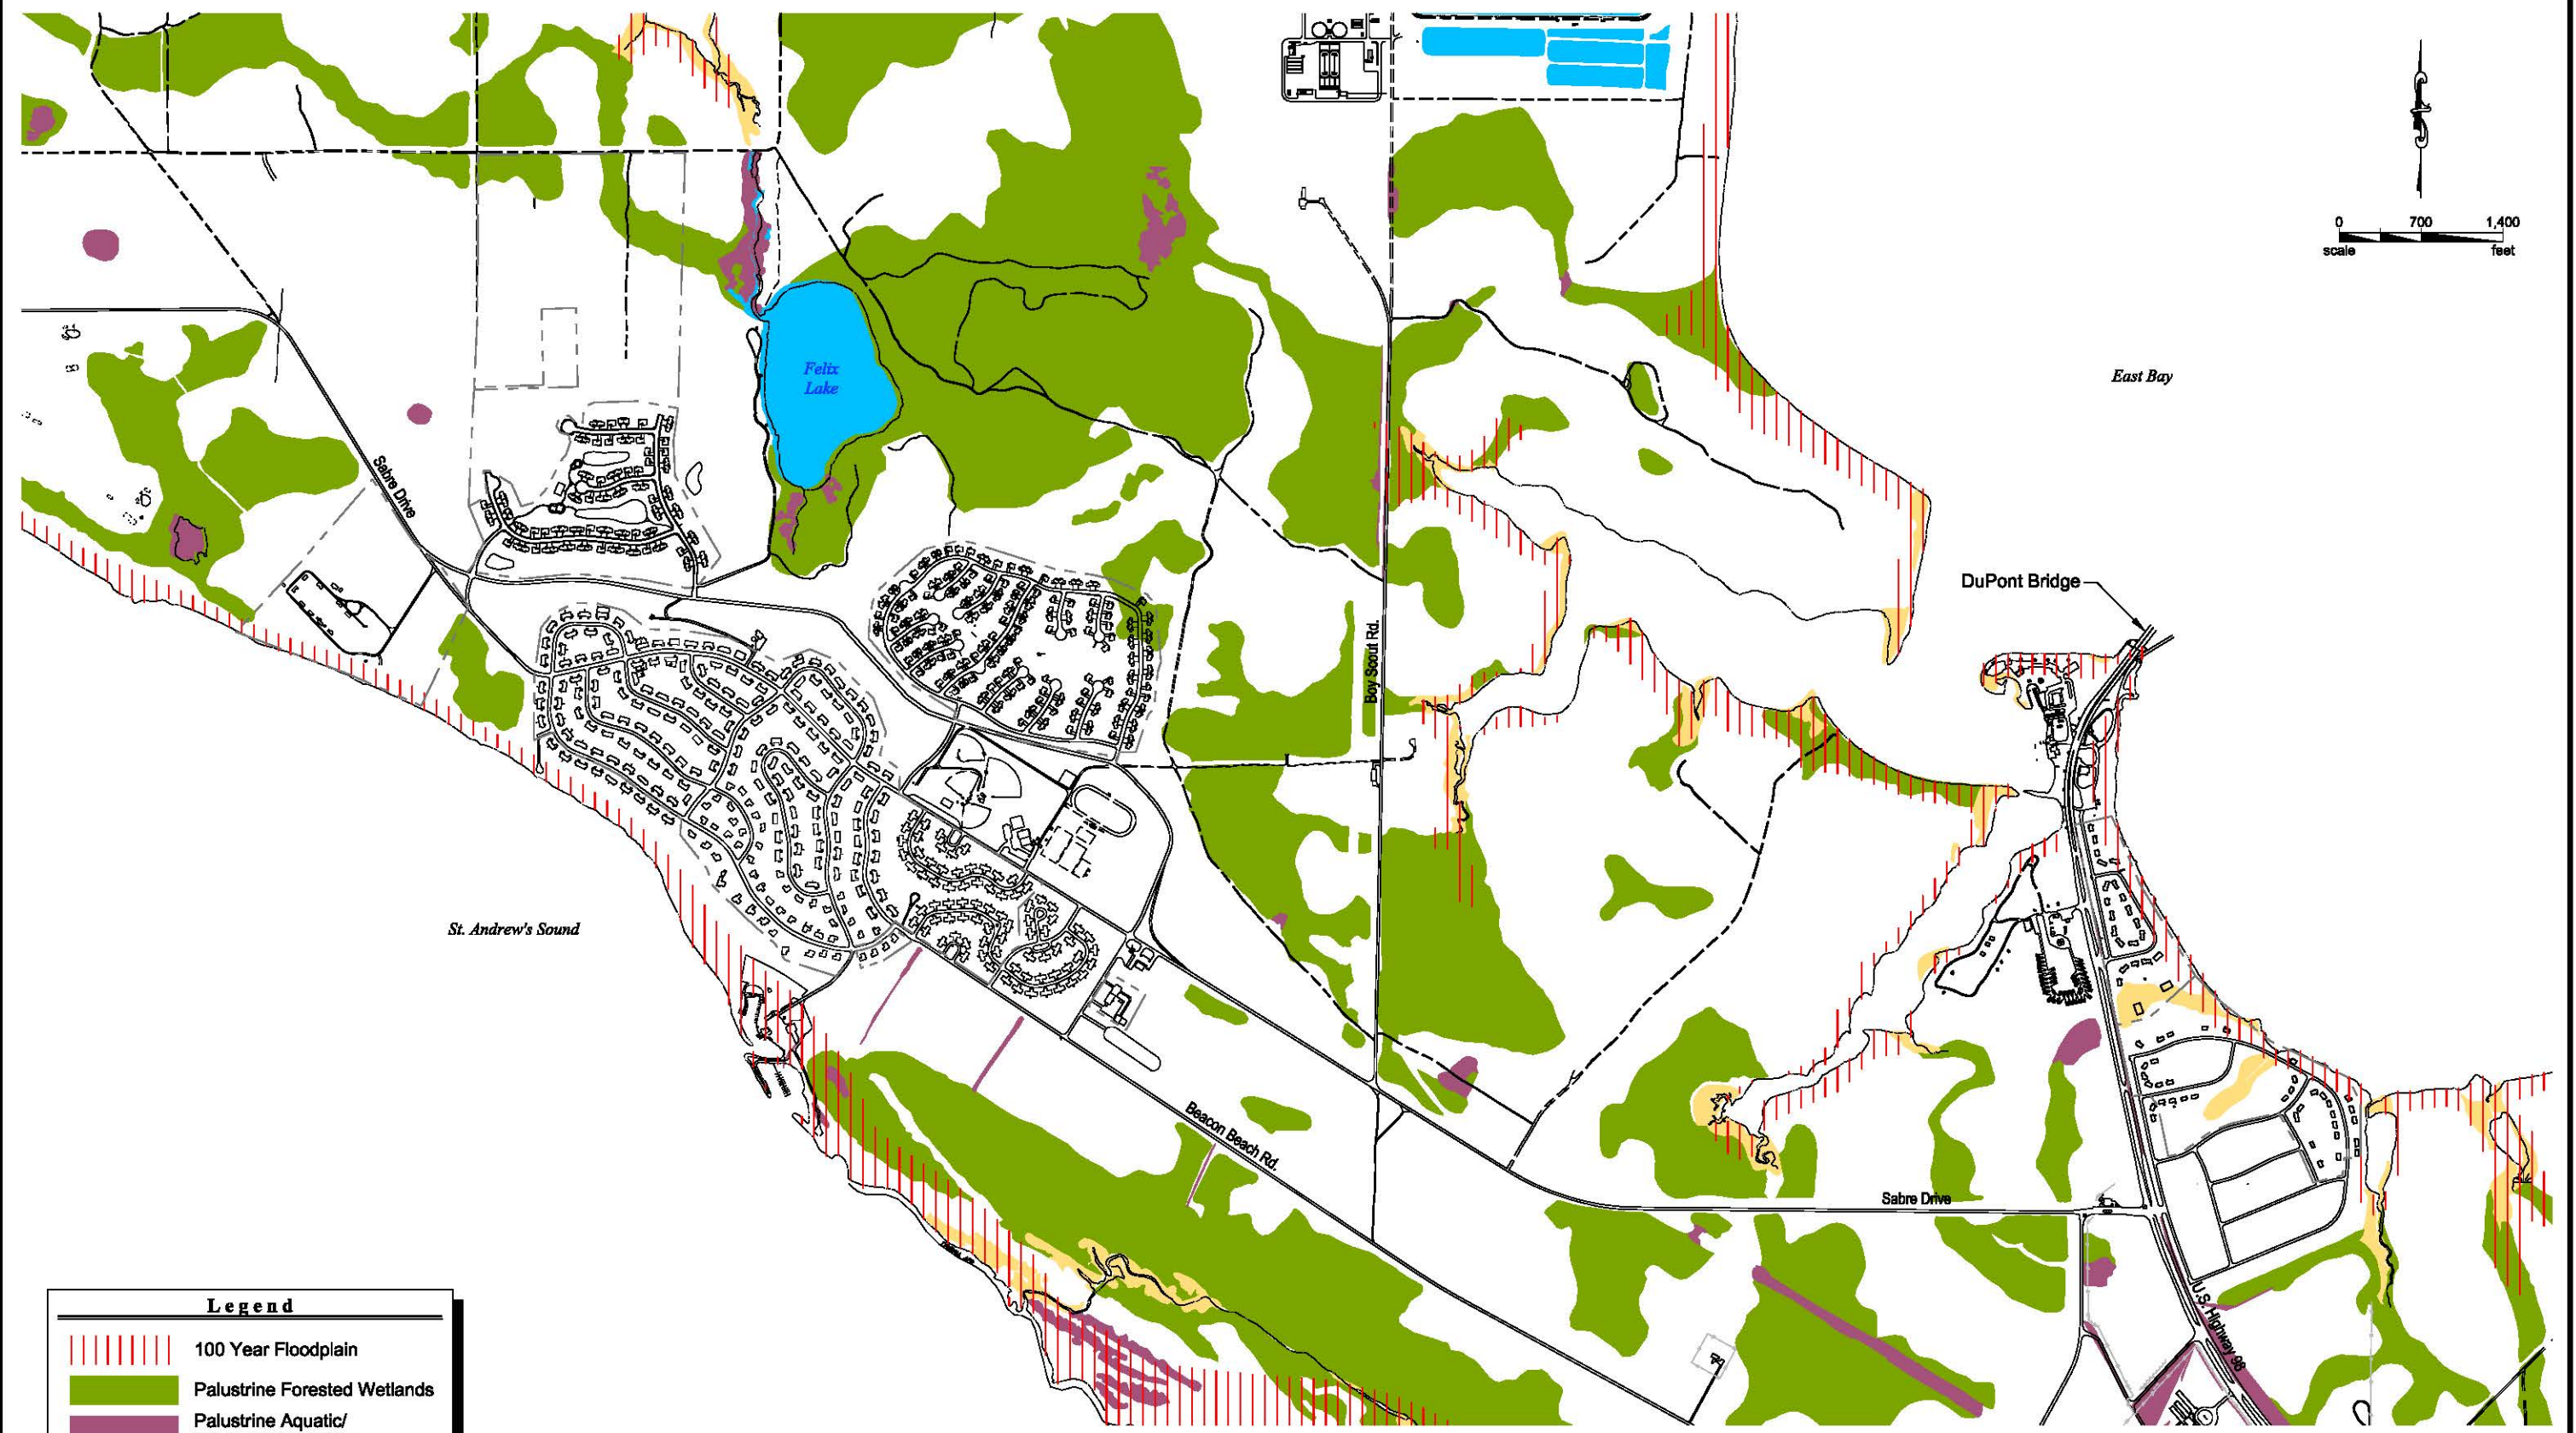 0 700 1,400
scale feet
Felix
Lake
East Bay
Sabre Drive
DuPont Bridge
Boy Scout Rd.
St. Andrew's Sound
Beacon Beach Rd.
Sabre Drive
U.S. Highway 98
Legend
100 Year Floodplain
Palustrine Forested Wetlands
Palustrine Aquatic/